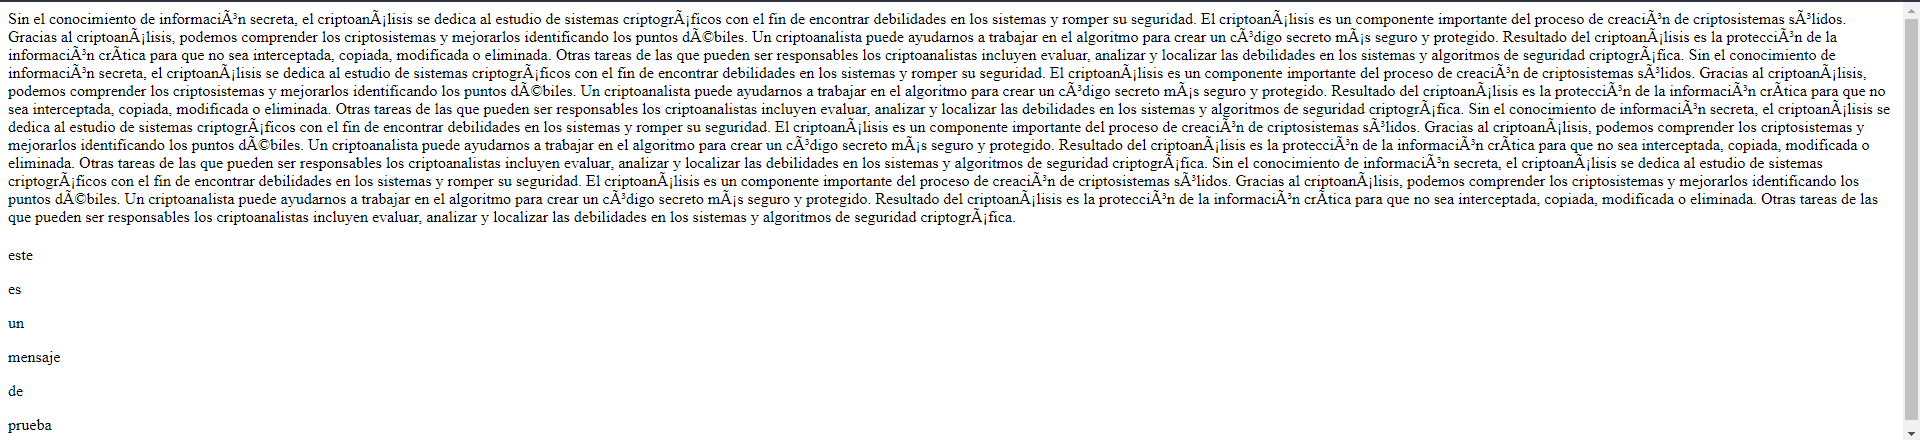 Sin el conocimiento de informaciÃ³n secreta, el criptoanÃ¡lisis se dedica al estudio de sistemas criptogrÃ¡ficos con el fin de encontrar debilidades en los sistemas y romper su seguridad. El criptoanÃ¡lisis es un componente importante del proceso de creaciÃ³n de criptosistemas sÃ³lidos.
Gracias al criptoanÃ¡lisis, podemos comprender los criptosistemas y mejorarlos identificando los puntos dÃ©biles. Un criptoanalista puede ayudarnos a trabajar en el algoritmo para crear un cÃ³digo secreto mÃ¡s seguro y protegido. Resultado del criptoanÃ¡lisis es la protecciÃ³n de la
informaciÃ³n crÃtica para que no sea interceptada, copiada, modificada o eliminada. Otras tareas de las que pueden ser responsables los criptoanalistas incluyen evaluar, analizar y localizar las debilidades en los sistemas y algoritmos de seguridad criptogrÃ¡fica. Sin el conocimiento de
informaciÃ³n secreta, el criptoanÃ¡lisis se dedica al estudio de sistemas criptogrÃ¡ficos con el fin de encontrar debilidades en los sistemas y romper su seguridad. El criptoanÃ¡lisis es un componente importante del proceso de creaciÃ³n de criptosistemas sÃ³lidos. Gracias al criptoanÃ¡lisis,
podemos comprender los criptosistemas y mejorarlos identificando los puntos dÃ©biles. Un criptoanalista puede ayudarnos a trabajar en el algoritmo para crear un cÃ³digo secreto mÃ¡s seguro y protegido. Resultado del criptoanÃ¡lisis es la protecciÃ³n de la informaciÃ³n crÃtica para que no
sea interceptada, copiada, modificada o eliminada. Otras tareas de las que pueden ser responsables los criptoanalistas incluyen evaluar, analizar y localizar las debilidades en los sistemas y algoritmos de seguridad criptogrÃ¡fica. Sin el conocimiento de informaciÃ³n secreta, el criptoanÃ¡lisis se
dedica al estudio de sistemas criptogrÃ¡ficos con el fin de encontrar debilidades en los sistemas y romper su seguridad. El criptoanÃ¡lisis es un componente importante del proceso de creaciÃ³n de criptosistemas sÃ³lidos. Gracias al criptoanÃ¡lisis, podemos comprender los criptosistemas y
mejorarlos identificando los puntos dÃ©biles. Un criptoanalista puede ayudarnos a trabajar en el algoritmo para crear un cÃ³digo secreto mÃ¡s seguro y protegido. Resultado del criptoanÃ¡lisis es la protecciÃ³n de la informaciÃ³n crÃtica para que no sea interceptada, copiada, modificada o
eliminada. Otras tareas de las que pueden ser responsables los criptoanalistas incluyen evaluar, analizar y localizar las debilidades en los sistemas y algoritmos de seguridad criptogrÃ¡fica. Sin el conocimiento de informaciÃ³n secreta, el criptoanÃ¡lisis se dedica al estudio de sistemas
criptogrÃ¡ficos con el fin de encontrar debilidades en los sistemas y romper su seguridad. El criptoanÃ¡lisis es un componente importante del proceso de creaciÃ³n de criptosistemas sÃ³lidos. Gracias al criptoanÃ¡lisis, podemos comprender los criptosistemas y mejorarlos identificando los
puntos dÃ©biles. Un criptoanalista puede ayudarnos a trabajar en el algoritmo para crear un cÃ³digo secreto mÃ¡s seguro y protegido. Resultado del criptoanÃ¡lisis es la protecciÃ³n de la informaciÃ³n crÃtica para que no sea interceptada, copiada, modificada o eliminada. Otras tareas de las
que pueden ser responsables los criptoanalistas incluyen evaluar, analizar y localizar las debilidades en los sistemas y algoritmos de seguridad criptogrÃ¡fica.
este
es
un
mensaje
de
prueba